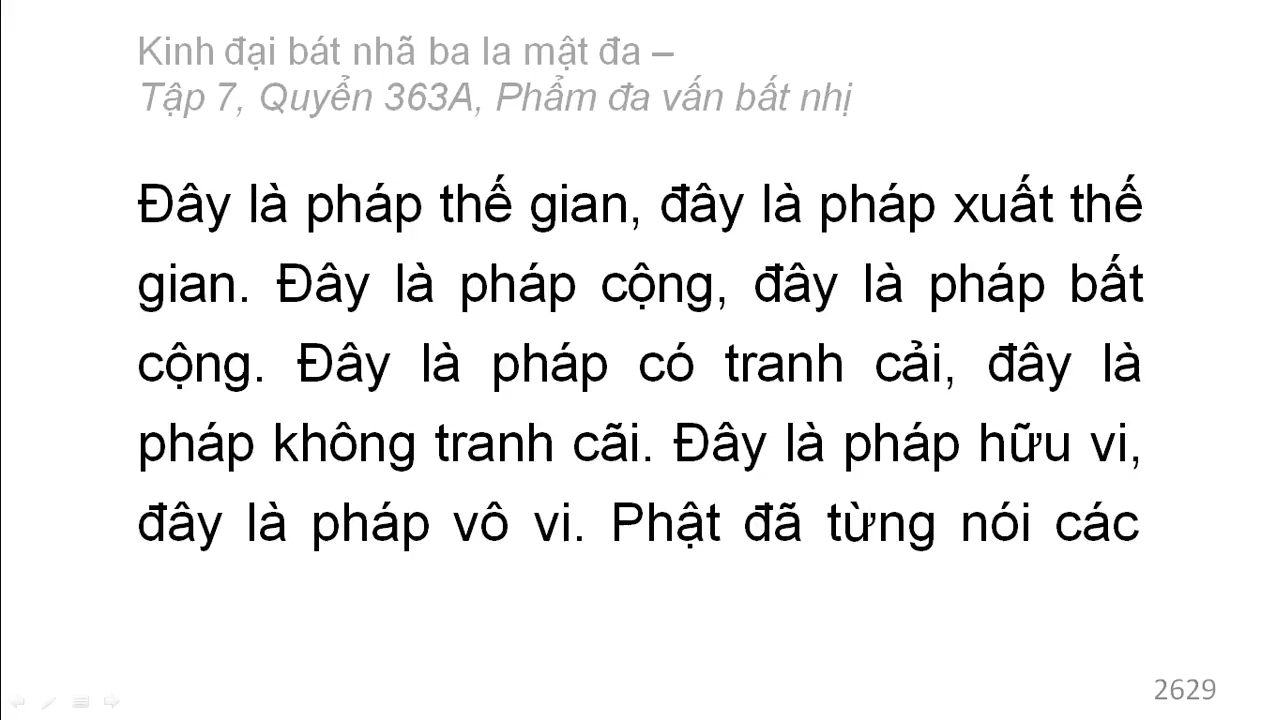 Kinh đại bát nhã ba la mật đa –
Tập 7, Quyển 363A, Phẩm đa vấn bất nhị
Đây là pháp thế gian, đây là pháp xuất thế
gian. Đây là pháp cộng, đây là pháp bất
cộng. Đây là pháp có tranh cải, đây là
pháp không tranh cãi. Đây là pháp hữu vi,
đây là pháp vô vi. Phật đã từng nói các
2629